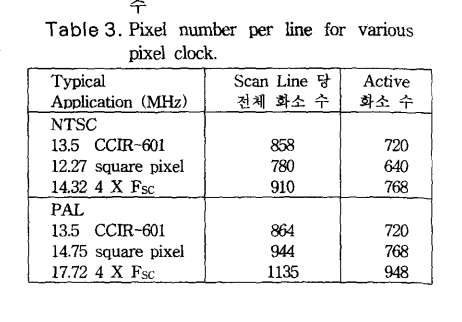 수
Table 3. Pixel number per line for various
pixel clock.
Typical Scan Line 당 Active
Application (MHz) 전체 화소 수 화소 수
NTSC
13.5 CCIR-601 858 720
12.27 square pixel 780 640
14.32 4 X FSC 910 768
PAL
13.5 CCIR-601 864 720
14.75 square pixel 944 768
17.72 4 X FSC 1135 948